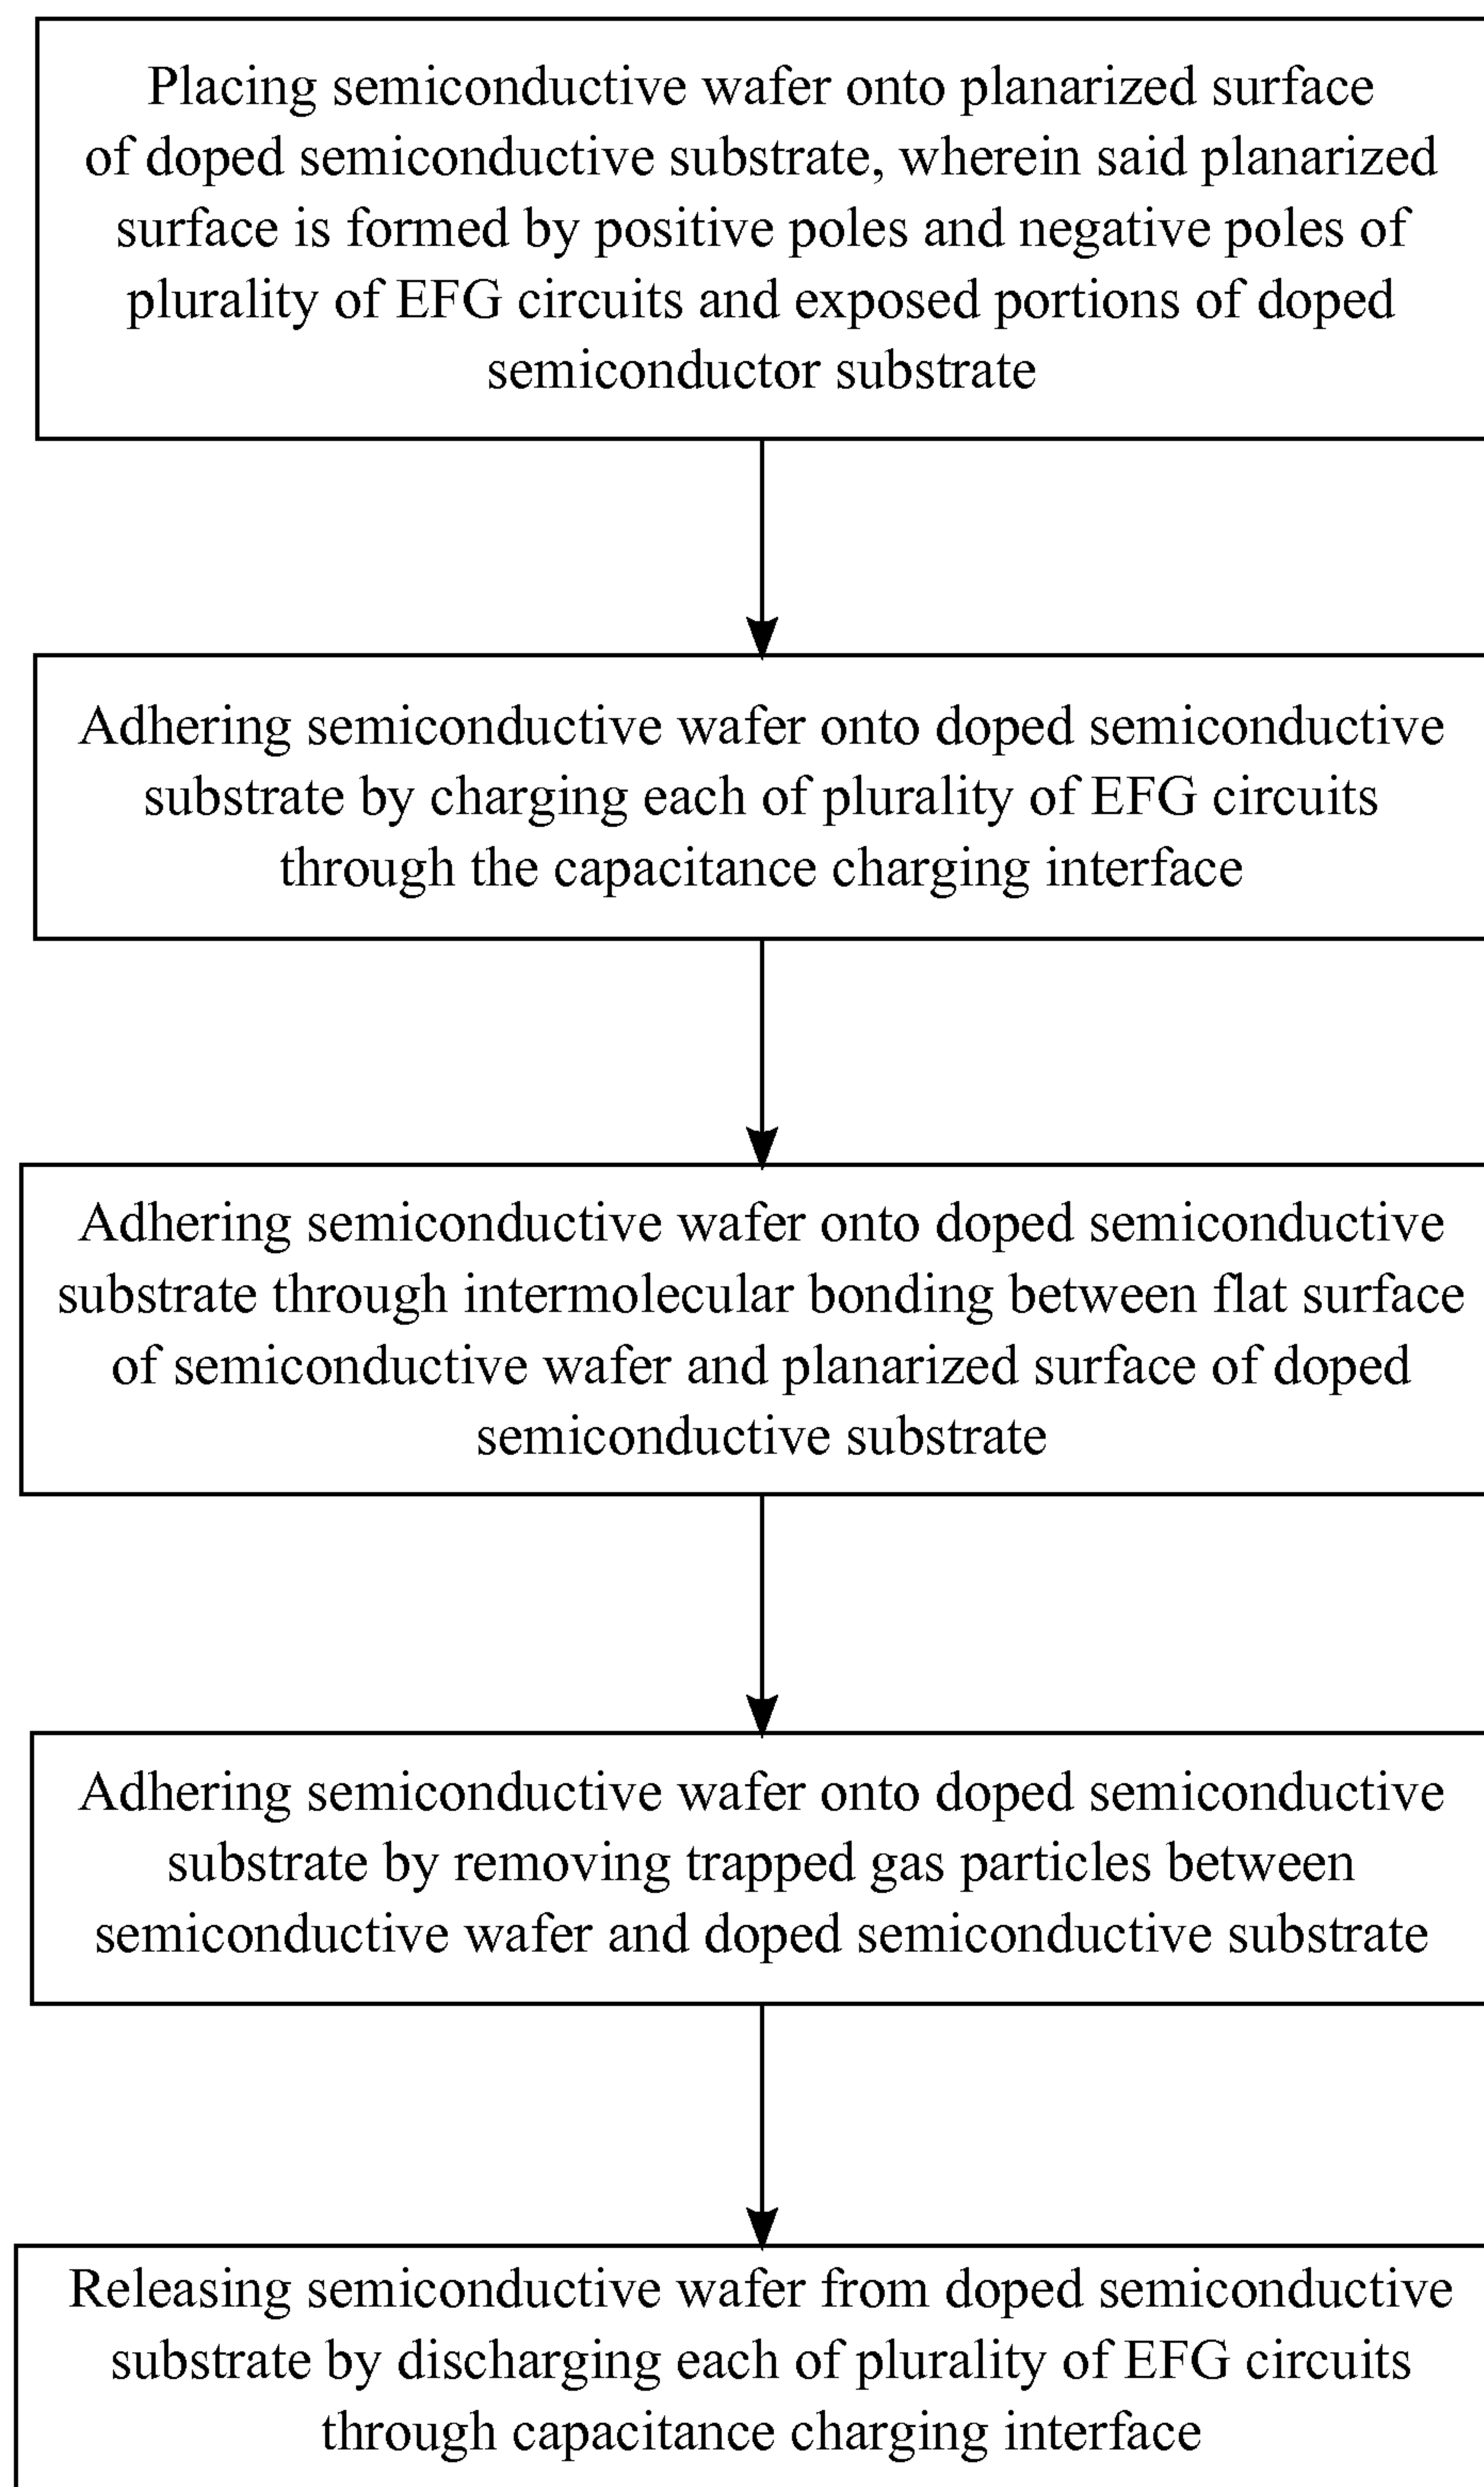 Placing semiconductive wafer onto planarized surface
of doped semiconductive substrate, wherein said planarized
surface is formed by positive poles and negative poles of
plurality of EFG circuits and exposed portions of doped
semiconductor substrate
Adhering semiconductive wafer onto doped semiconductive
substrate by charging each of plurality of EFG circuits
through the capacitance charging interface
Adhering semiconductive wafer onto doped semiconductive
substrate through intermolecular bonding between flat surface
of semiconductive wafer and planarized surface of doped
semiconductive substrate
Adhering semiconductive wafer onto doped semiconductive
substrate by removing trapped gas particles between
semiconductive wafer and doped semiconductive substrate
Releasing semiconductive wafer from doped semiconductive
substrate by discharging each of plurality of EFG circuits
through capacitance charging interface